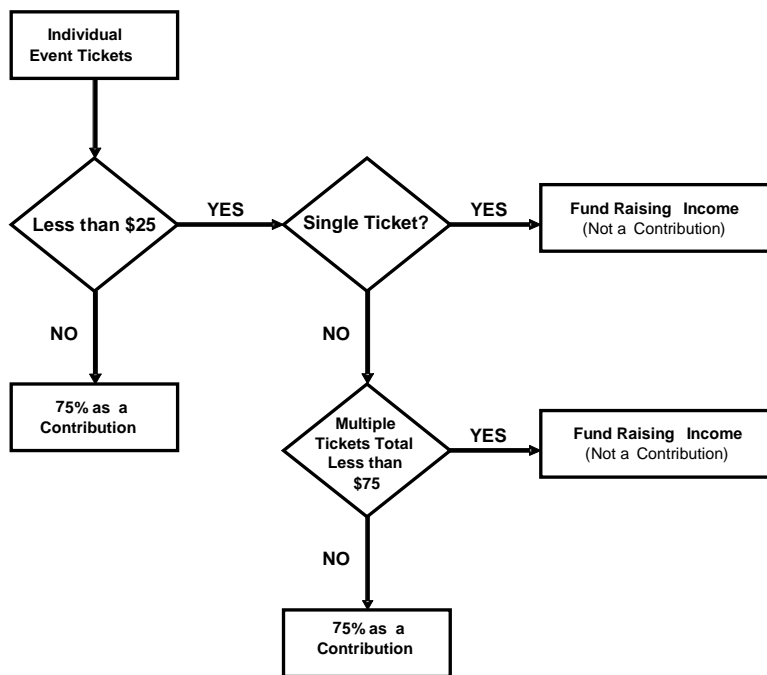 Individual
Event Tickets
Less than $25
YES
Single Ticket?
YES
Fund Raising Income
(Not a Contribution)
NO
NO
75% as a
Contribution
Multiple
Tickets Total
Less than
$75
YES
Fund Raising Income
(Not a Contribution)
NO
75% as a
Contribution